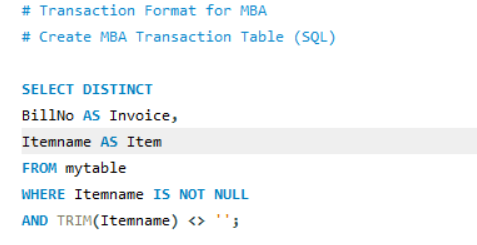 # Transaction Format for MBA
# Create MBA Transaction Table (SQL)
SELECT DISTINCT
BillNo AS Invoice,
Itemname AS Item
FROM mytable
WHERE Itemname IS NOT NULL
AND TRIM(Itemname) <> '';